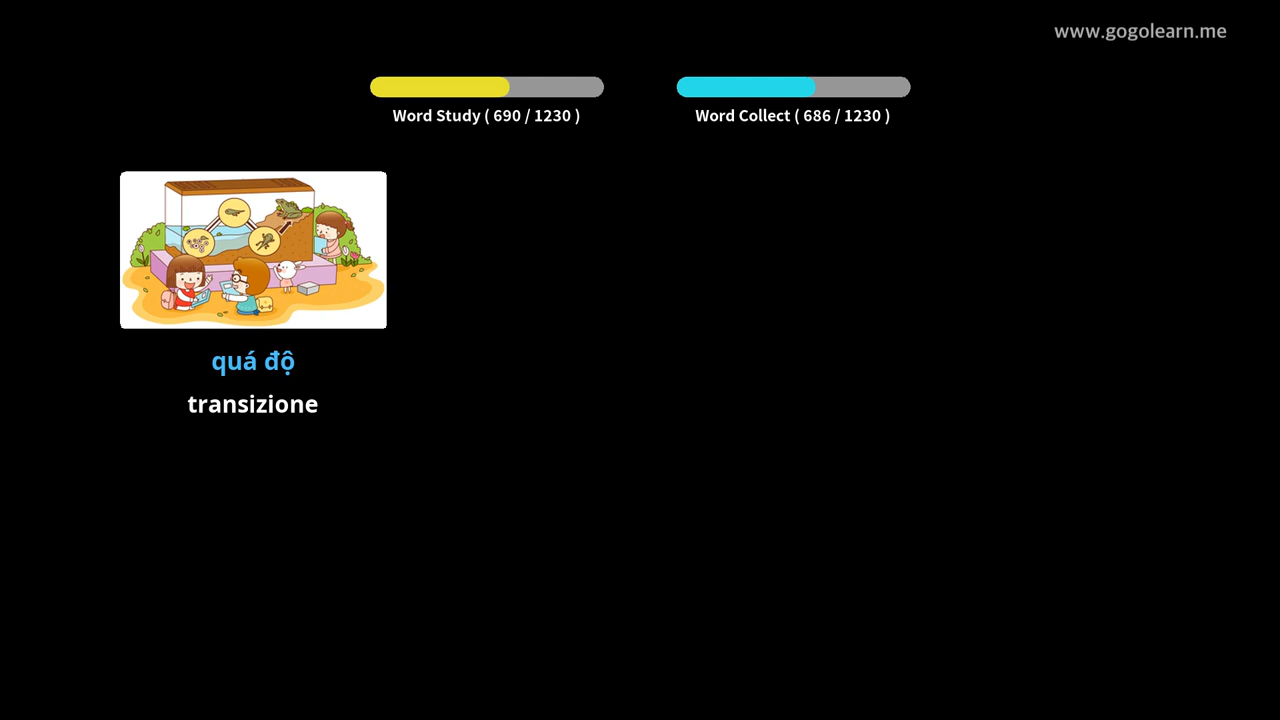 www.gogolearn.me
Word Study ( 690 / 1230 )
Word Collect ( 686 / 1230 )
quá độ
transizione